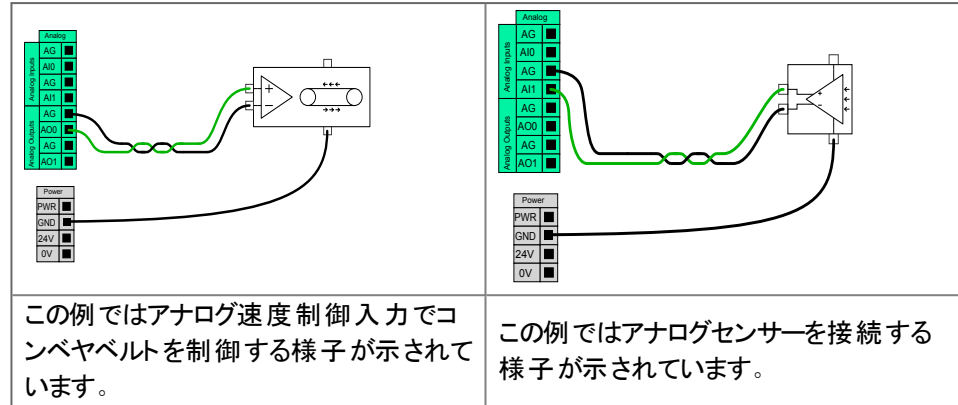 Analog
Analog Inputs
AG
AI0
AG
AI1
Analog Outputs
AG
AO0
AG
AO1
+
−
Power
PWR
GND
24V
0V
この例ではアナログ速度制御入力でコ
ンベヤベルトを制御する様子が示されて
います。
Analog
Analog Inputs
AG
AI0
AG
AI1
Analog Outputs
AG
AO0
AG
AO1
+
-
Power
PWR
GND
24V
0V
この例ではアナログセンサーを接続する
様子が示されています。